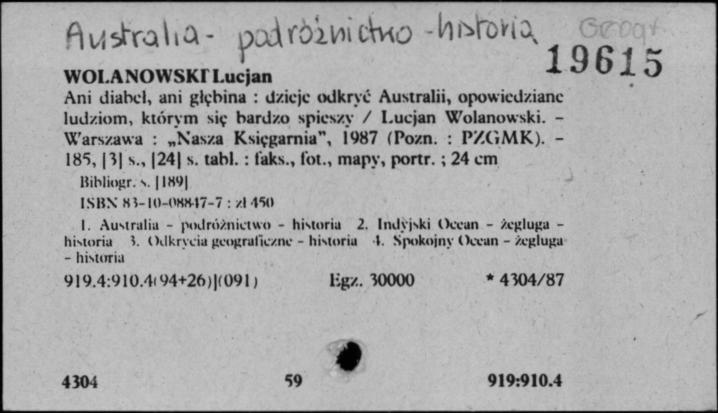 Australia - podróżnictwo - historia Geogr
19615
WOLANOWSKI Lucjan
Ani diabeł, ani głębina : dzieje odkryć Australii, opowiedziane
ludziom, którym się bardzo spieszy / Lucjan Wolanowski. –
Warszawa : „Nasza Księgarnia”, 1987 (Pozn. : PZGMK). –
185, [3] s., [24] s. tabl. : faks., fot., mapy, portr. ; 24 cm
Bibliogr. s. [189]
ISBN 83-10-08847-7 : zł 450
1. Australia – podróżnictwo – historia 2. Indyjski Ocean – żegluga –
historia 3. Odkrycia geograficzne – historia 4. Spokojny Ocean – żegluga
– historia
919.4:910.4(94+26)](091) Egz. 30000 * 4304/87
4304 59 919:910.4